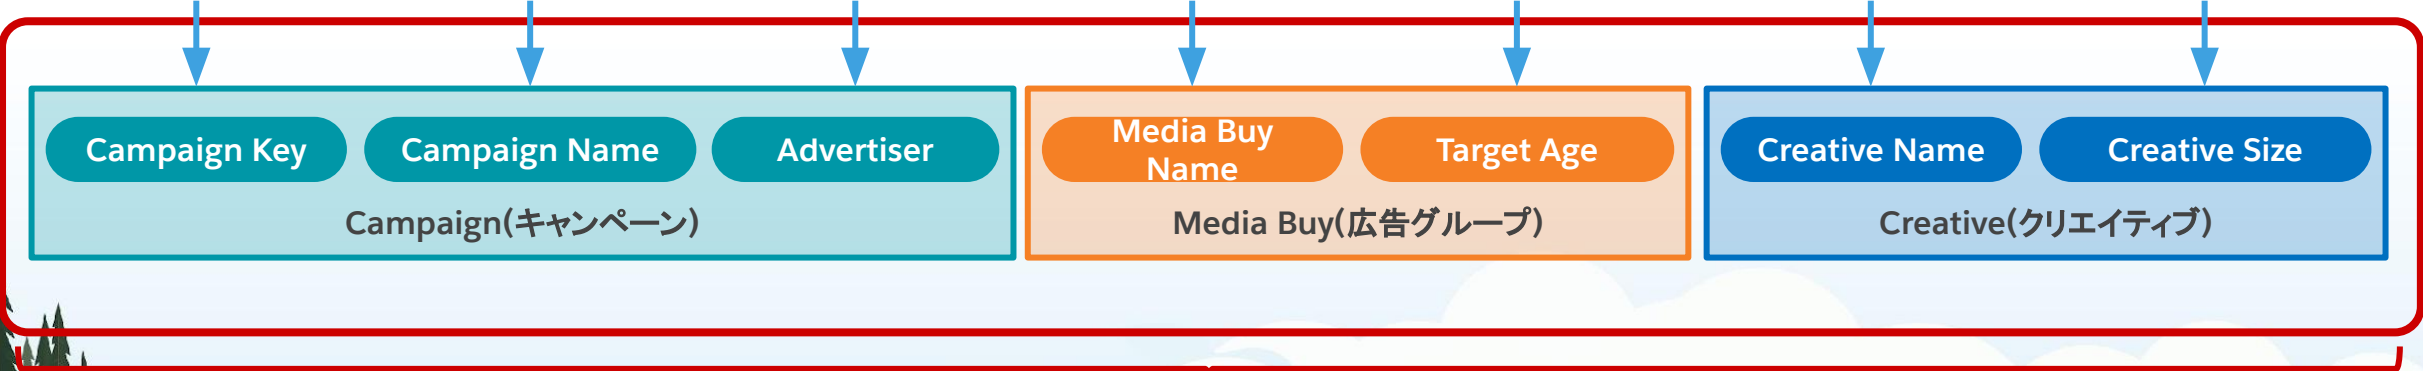 Campaign Key
Campaign Name
Advertiser
Campaign(キャンペーン)
Media Buy
Name
Target Age
Media Buy(広告グループ)
Creative Name
Creative Size
Creative(クリエイティブ)